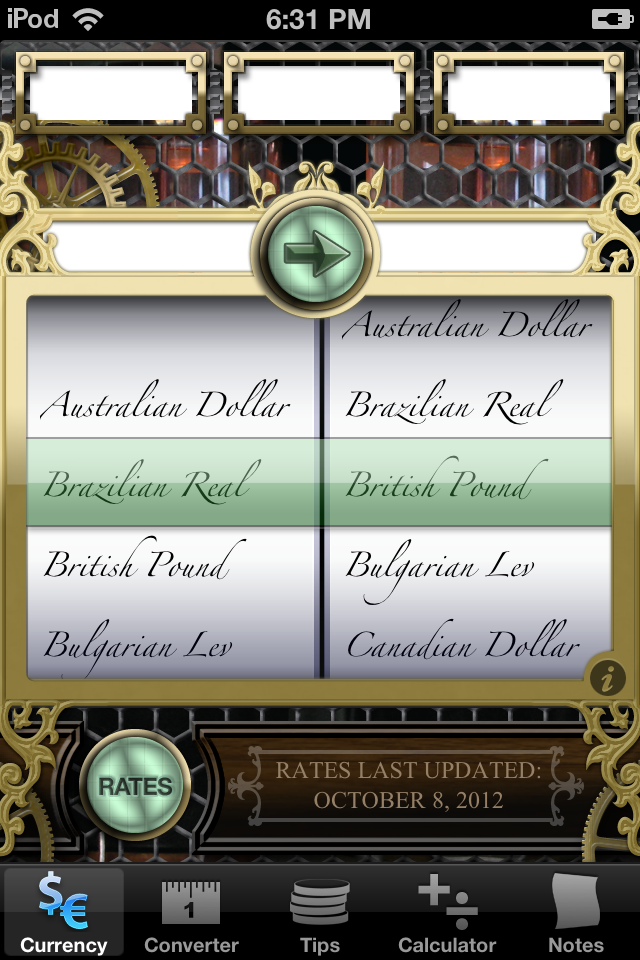 iPod 6:31 PM
Australian Dollar
Australian Dollar Brazilian Real
Brazilian Real British Pound
British Pound Bulgarian Lev
Bulgarian Lev Canadian Dollar
i
RATES
RATES LAST UPDATED:
OCTOBER 8, 2012
$ €
1
Currency Converter Tips Calculator Notes